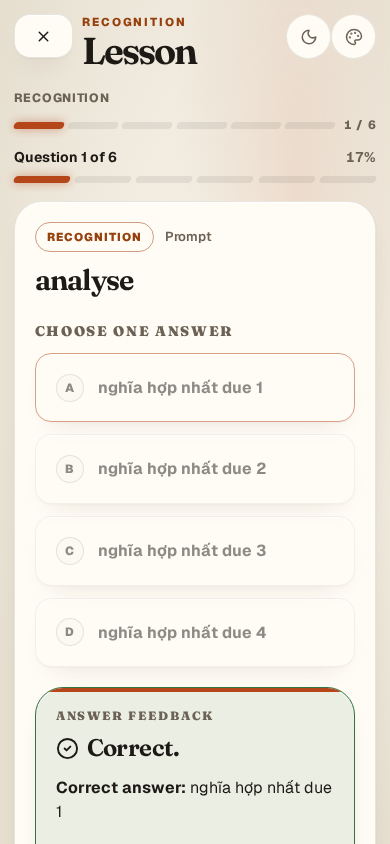 RECOGNITION
Lesson
RECOGNITION
1 / 6
Question 1 of 6
17%
RECOGNITION
Prompt
analyse
CHOOSE ONE ANSWER
A
nghĩa hợp nhất due 1
B
nghĩa hợp nhất due 2
C
nghĩa hợp nhất due 3
D
nghĩa hợp nhất due 4
ANSWER FEEDBACK
Correct.
Correct answer: nghĩa hợp nhất due
1